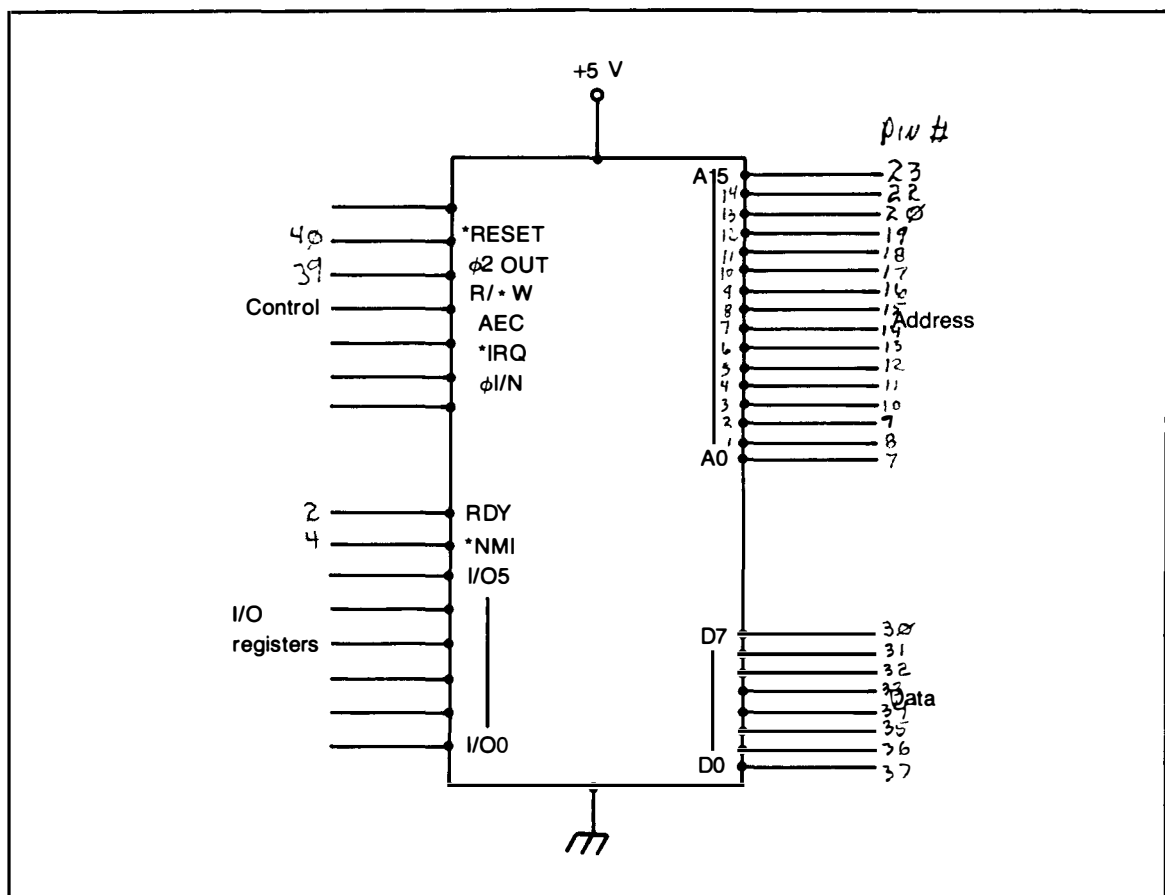 +5 V
PIN #
A15 23
14 22
13 2Ø
12 19
11 18
10 17
9 16
8 15
7 14
6 13
5 12
4 11
3 10
2 9
1 8
A0 7
Address
4Ø *RESET
39 ϕ2 OUT
R/*W
Control
AEC
*IRQ
ϕI/N
2 RDY
4 *NMI
I/O5
I/O
registers
I/O0
D7 3Ø
31
32
33
Data
34
35
36
D0 37